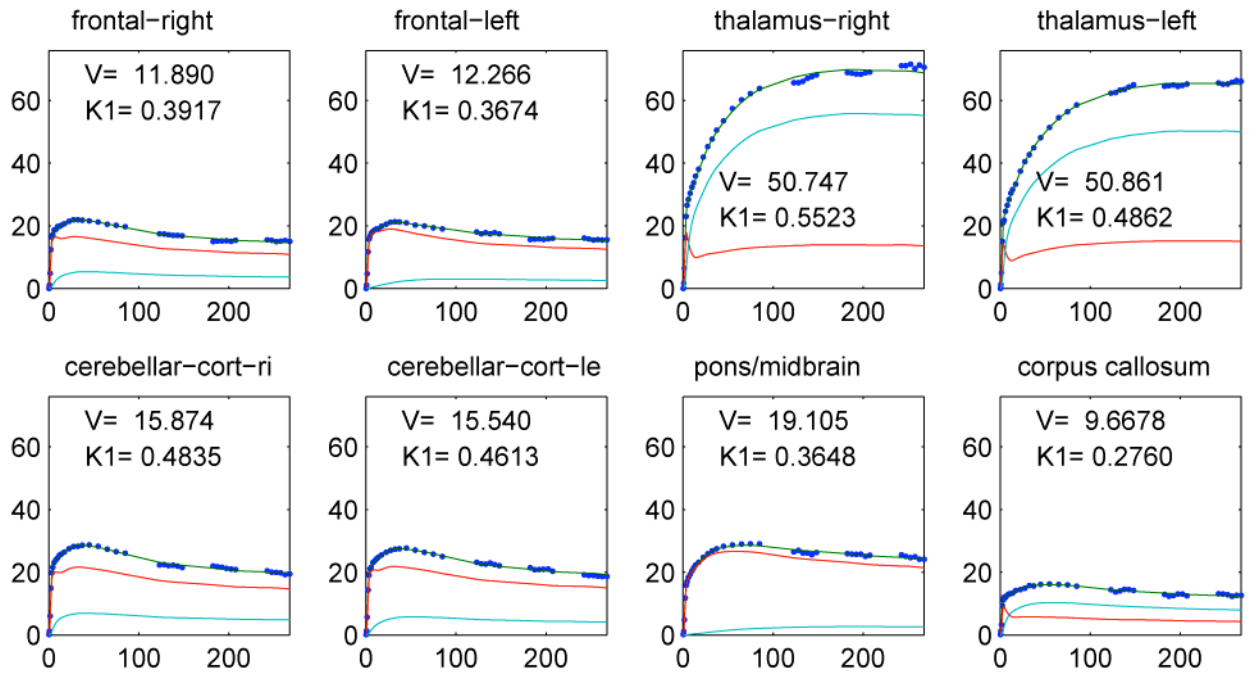 frontal−right
frontal−left
thalamus−right
thalamus−left
V= 11.890
K1= 0.3917
V= 12.266
K1= 0.3674
V= 50.747
K1= 0.5523
V= 50.861
K1= 0.4862
60
40
20
0
60
40
20
0
60
40
20
0
60
40
20
0
0 100 200
0 100 200
0 100 200
0 100 200
cerebellar−cort−ri
cerebellar−cort−le
pons/midbrain
corpus callosum
V= 15.874
K1= 0.4835
V= 15.540
K1= 0.4613
V= 19.105
K1= 0.3648
V= 9.6678
K1= 0.2760
60
40
20
0
60
40
20
0
60
40
20
0
60
40
20
0
0 100 200
0 100 200
0 100 200
0 100 200